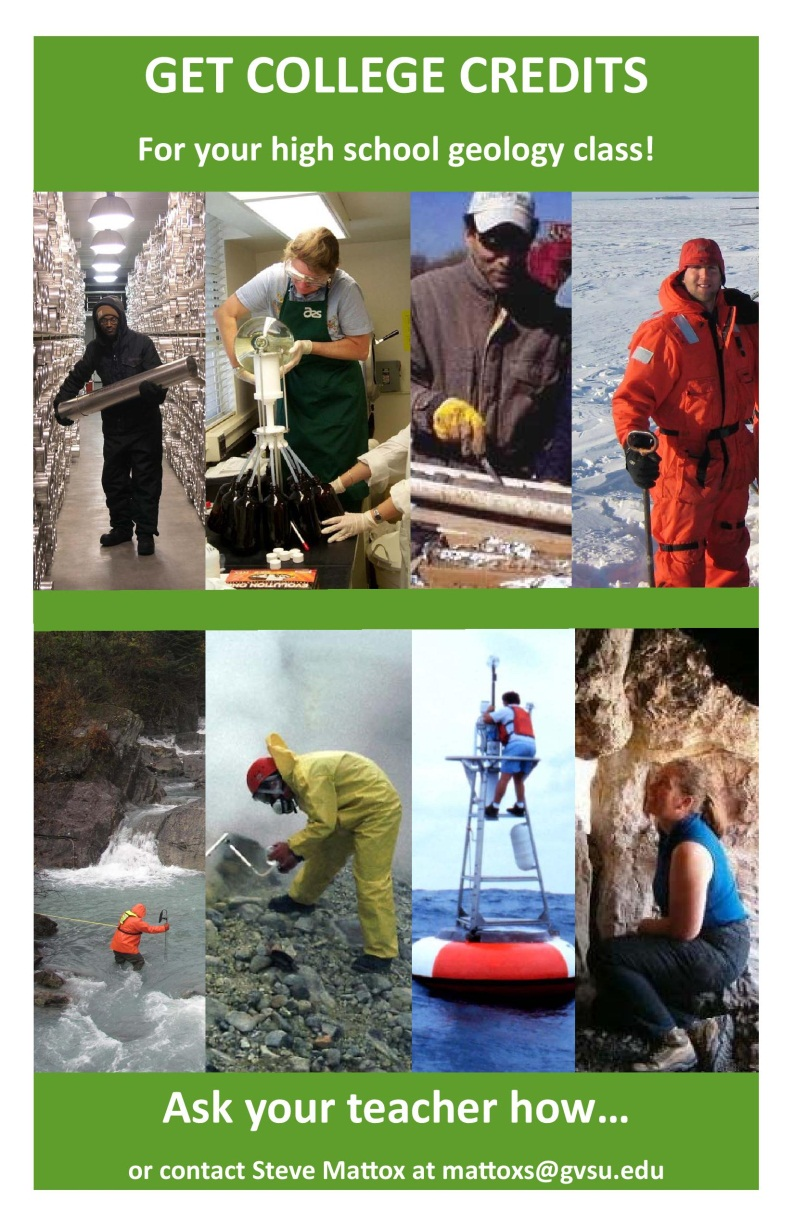 GET COLLEGE CREDITS
For your high school geology class!
Ask your teacher how…
or contact Steve Mattox at mattoxs@gvsu.edu